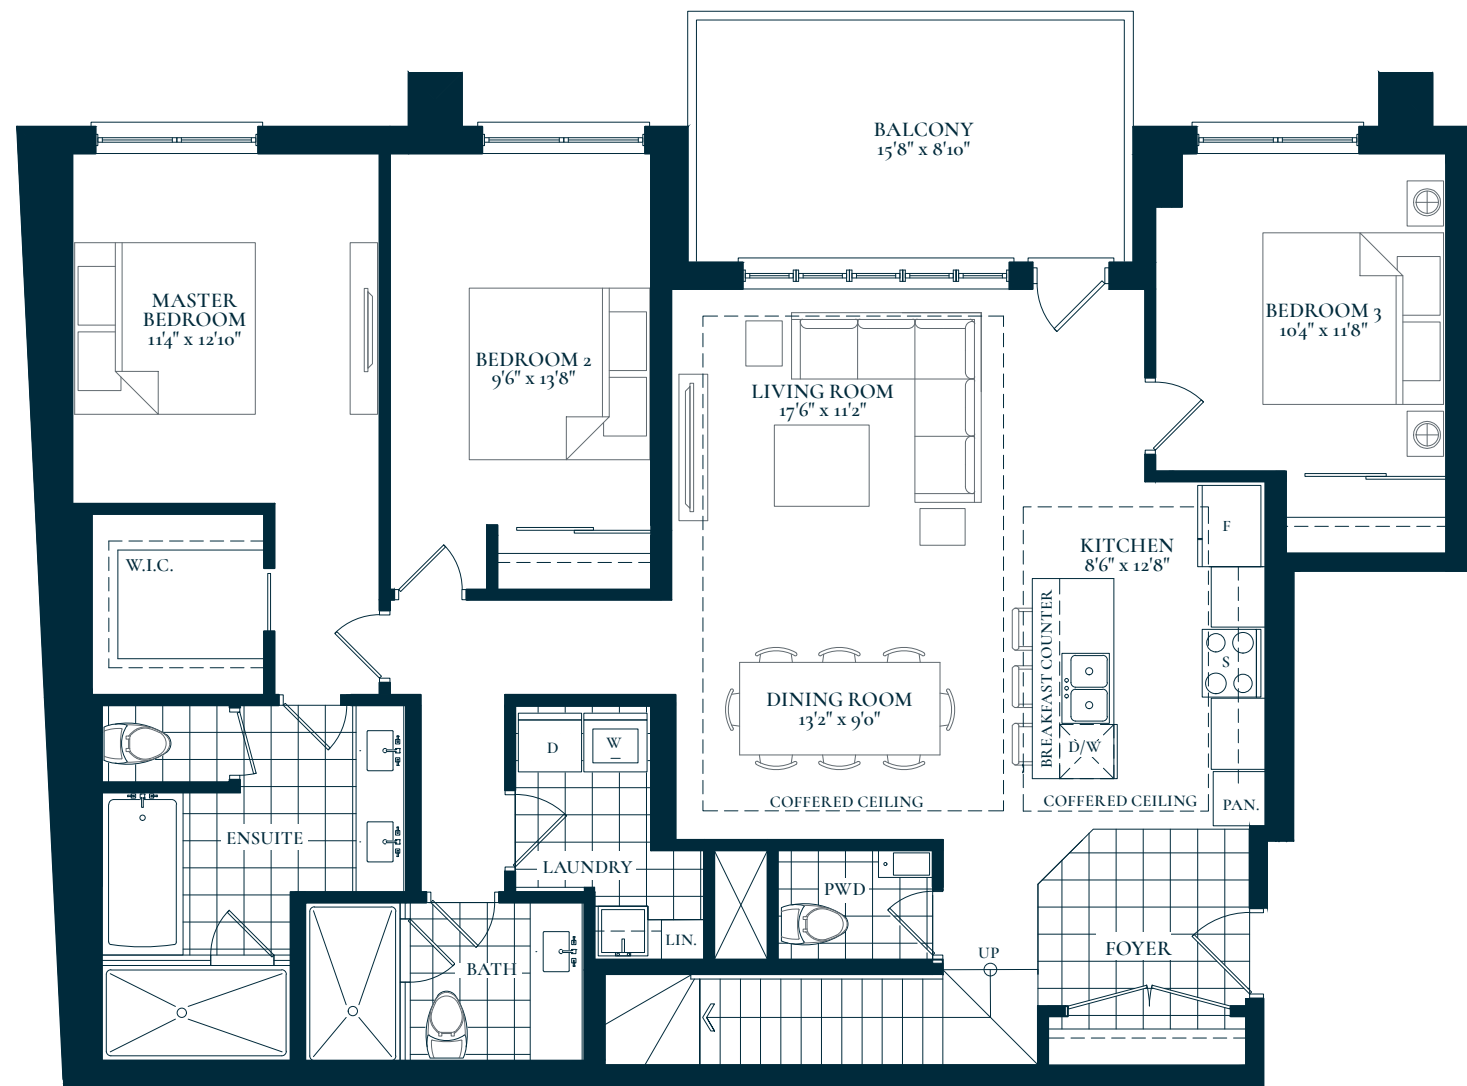 BALCONY
15'8" x 8'10"
MASTER
BEDROOM
11'4" x 12'10"
BEDROOM 2
9'6" x 13'8"
LIVING ROOM
17'6" x 11'2"
BEDROOM 3
10'4" x 11'8"
W.I.C.
F
KITCHEN
8'6" x 12'8"
BREAKFAST COUNTER
S
DINING ROOM
13'2" x 9'0"
D
W
D/W
COFFERED CEILING
COFFERED CEILING
PAN.
ENSUITE
LAUNDRY
PWD
LIN.
BATH
UP
FOYER